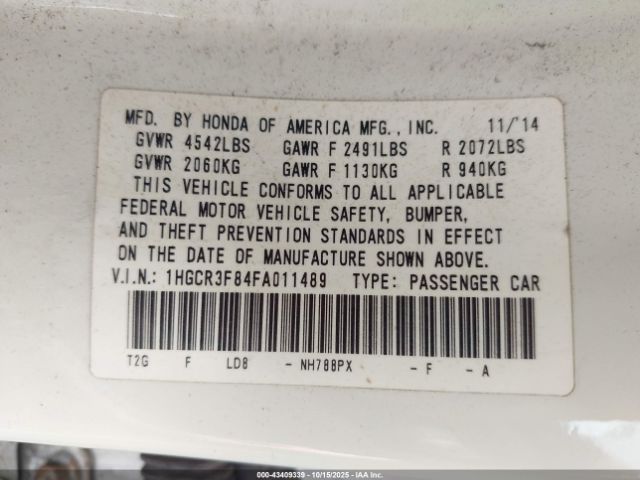 MFD. BY HONDA OF AMERICA MFG., INC. 11/'14
GVWR 4542LBS GAWR F 2491LBS R 2072LBS
GVWR 2060KG GAWR F 1130KG R 940KG
THIS VEHICLE CONFORMS TO ALL APPLICABLE
FEDERAL MOTOR VEHICLE SAFETY, BUMPER,
AND THEFT PREVENTION STANDARDS IN EFFECT
ON THE DATE OF MANUFACTURE SHOWN ABOVE.
V.I.N.: 1HGCR3F84FA011489 TYPE: PASSENGER CAR
T2G F LD8 - NH788PX - F - A
000-43409339 - 10/15/2025 - IAA Inc.